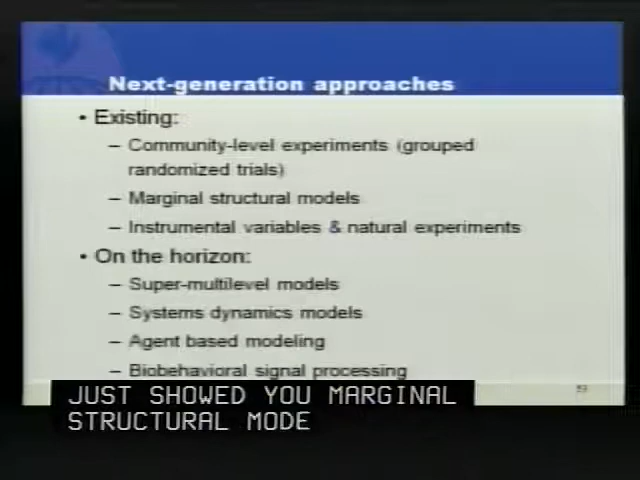 Next-generation approaches
• Existing:
– Community-level experiments (grouped
randomized trials)
– Marginal structural models
– Instrumental variables & natural experiments
• On the horizon:
– Super-multilevel models
– Systems dynamics models
– Agent based modeling
– Biobehavioral signal processing
JUST SHOWED YOU MARGINAL
STRUCTURAL MODE